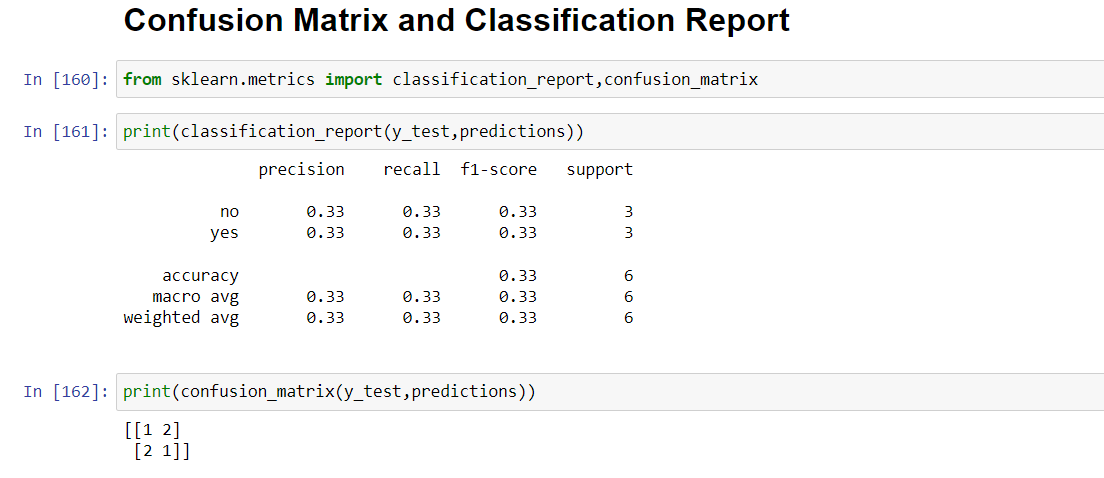 Confusion Matrix and Classification Report
In [160]: from sklearn.metrics import classification_report,confusion_matrix
In [161]: print(classification_report(y_test,predictions))
precision recall f1-score support
no 0.33 0.33 0.33 3
yes 0.33 0.33 0.33 3
accuracy 0.33 6
macro avg 0.33 0.33 0.33 6
weighted avg 0.33 0.33 0.33 6
In [162]: print(confusion_matrix(y_test,predictions))
[[1 2]
[2 1]]